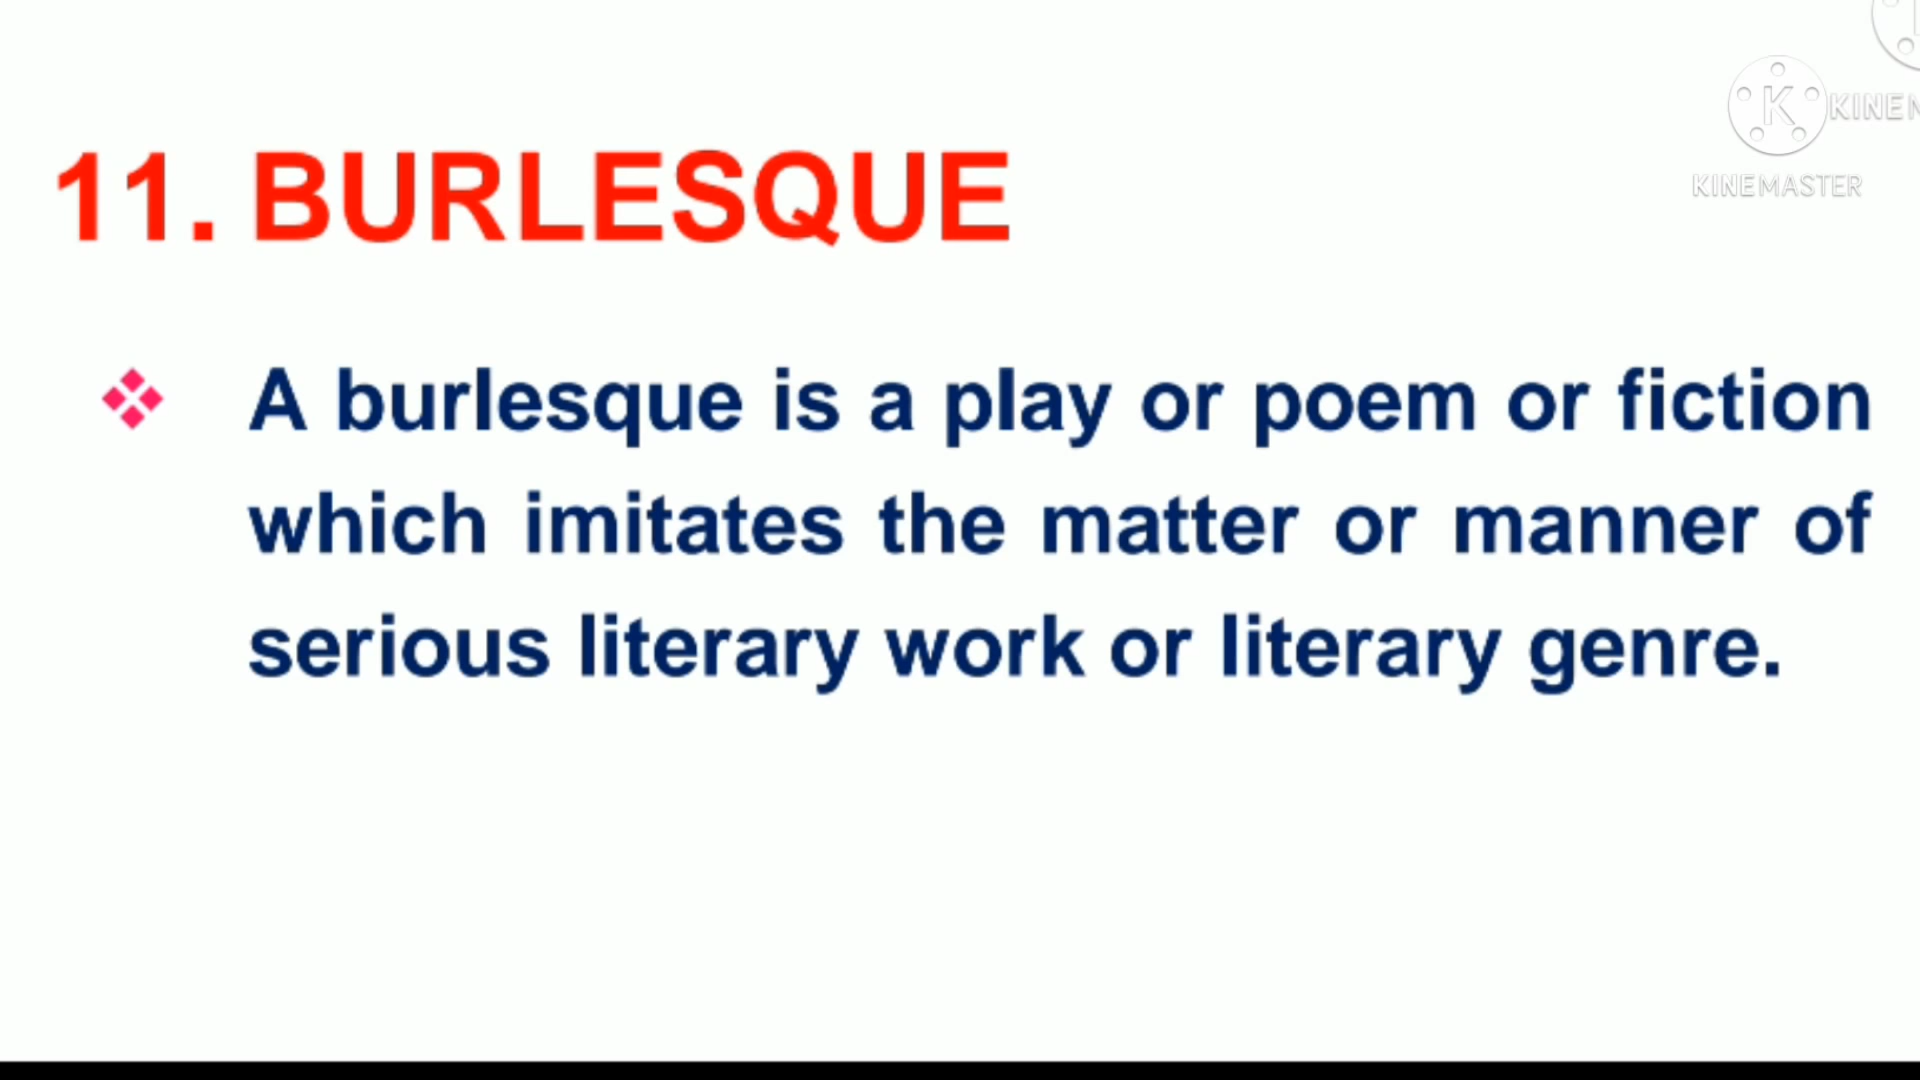 KINEM
KINEMASTER
11. BURLESQUE
❖ A burlesque is a play or poem or fiction
which imitates the matter or manner of
serious literary work or literary genre.